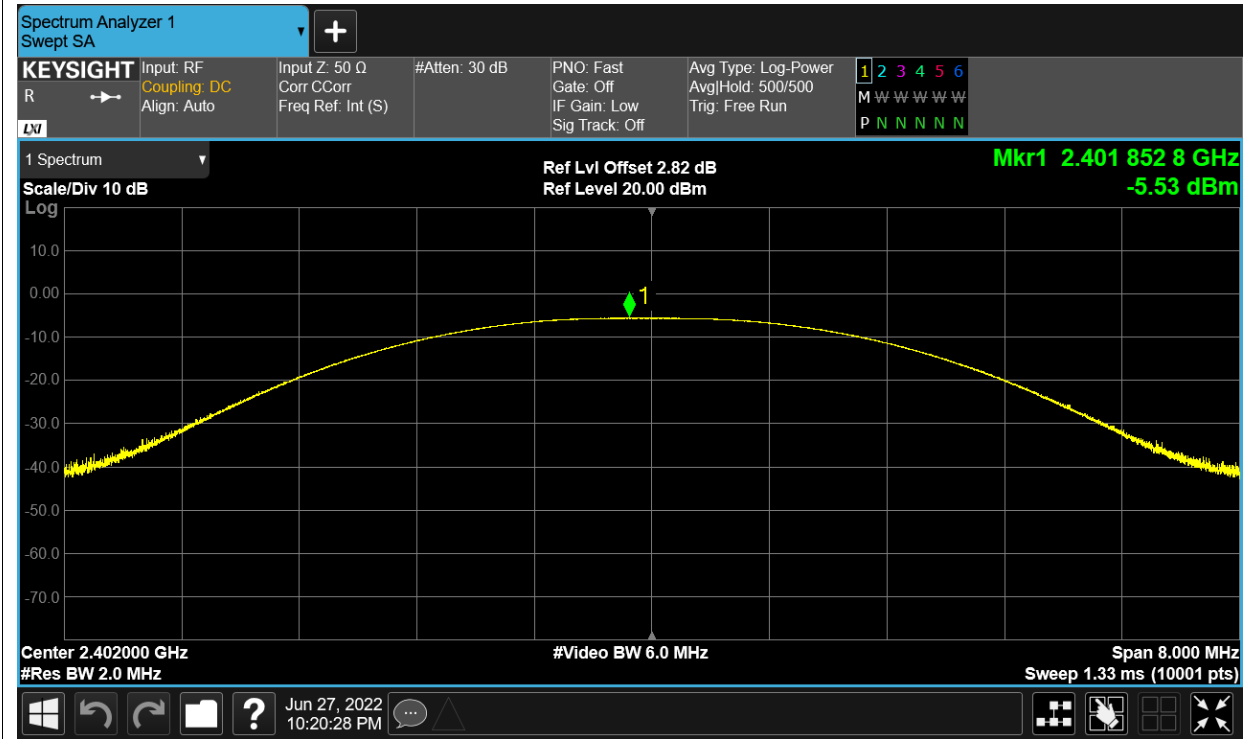 Spectrum Analyzer 1
Swept SA
KEYSIGHT
R
LXI
Input: RF
Coupling: DC
Align: Auto
Input Z: 50 Ω
Corr CCorr
Freq Ref: Int (S)
#Atten: 30 dB
PNO: Fast
Gate: Off
IF Gain: Low
Sig Track: Off
Avg Type: Log-Power
Avg|Hold: 500/500
Trig: Free Run
1 2 3 4 5 6
M W W W W W
P N N N N N
1 Spectrum
Scale/Div 10 dB
Ref Lvl Offset 2.82 dB
Ref Level 20.00 dBm
Mkr1 2.401 852 8 GHz
-5.53 dBm
Log
10.0
0.00
1
-10.0
-20.0
-30.0
-40.0
-50.0
-60.0
-70.0
Center 2.402000 GHz
#Video BW 6.0 MHz
Span 8.000 MHz
#Res BW 2.0 MHz
Sweep 1.33 ms (10001 pts)
?
Jun 27, 2022
10:20:28 PM